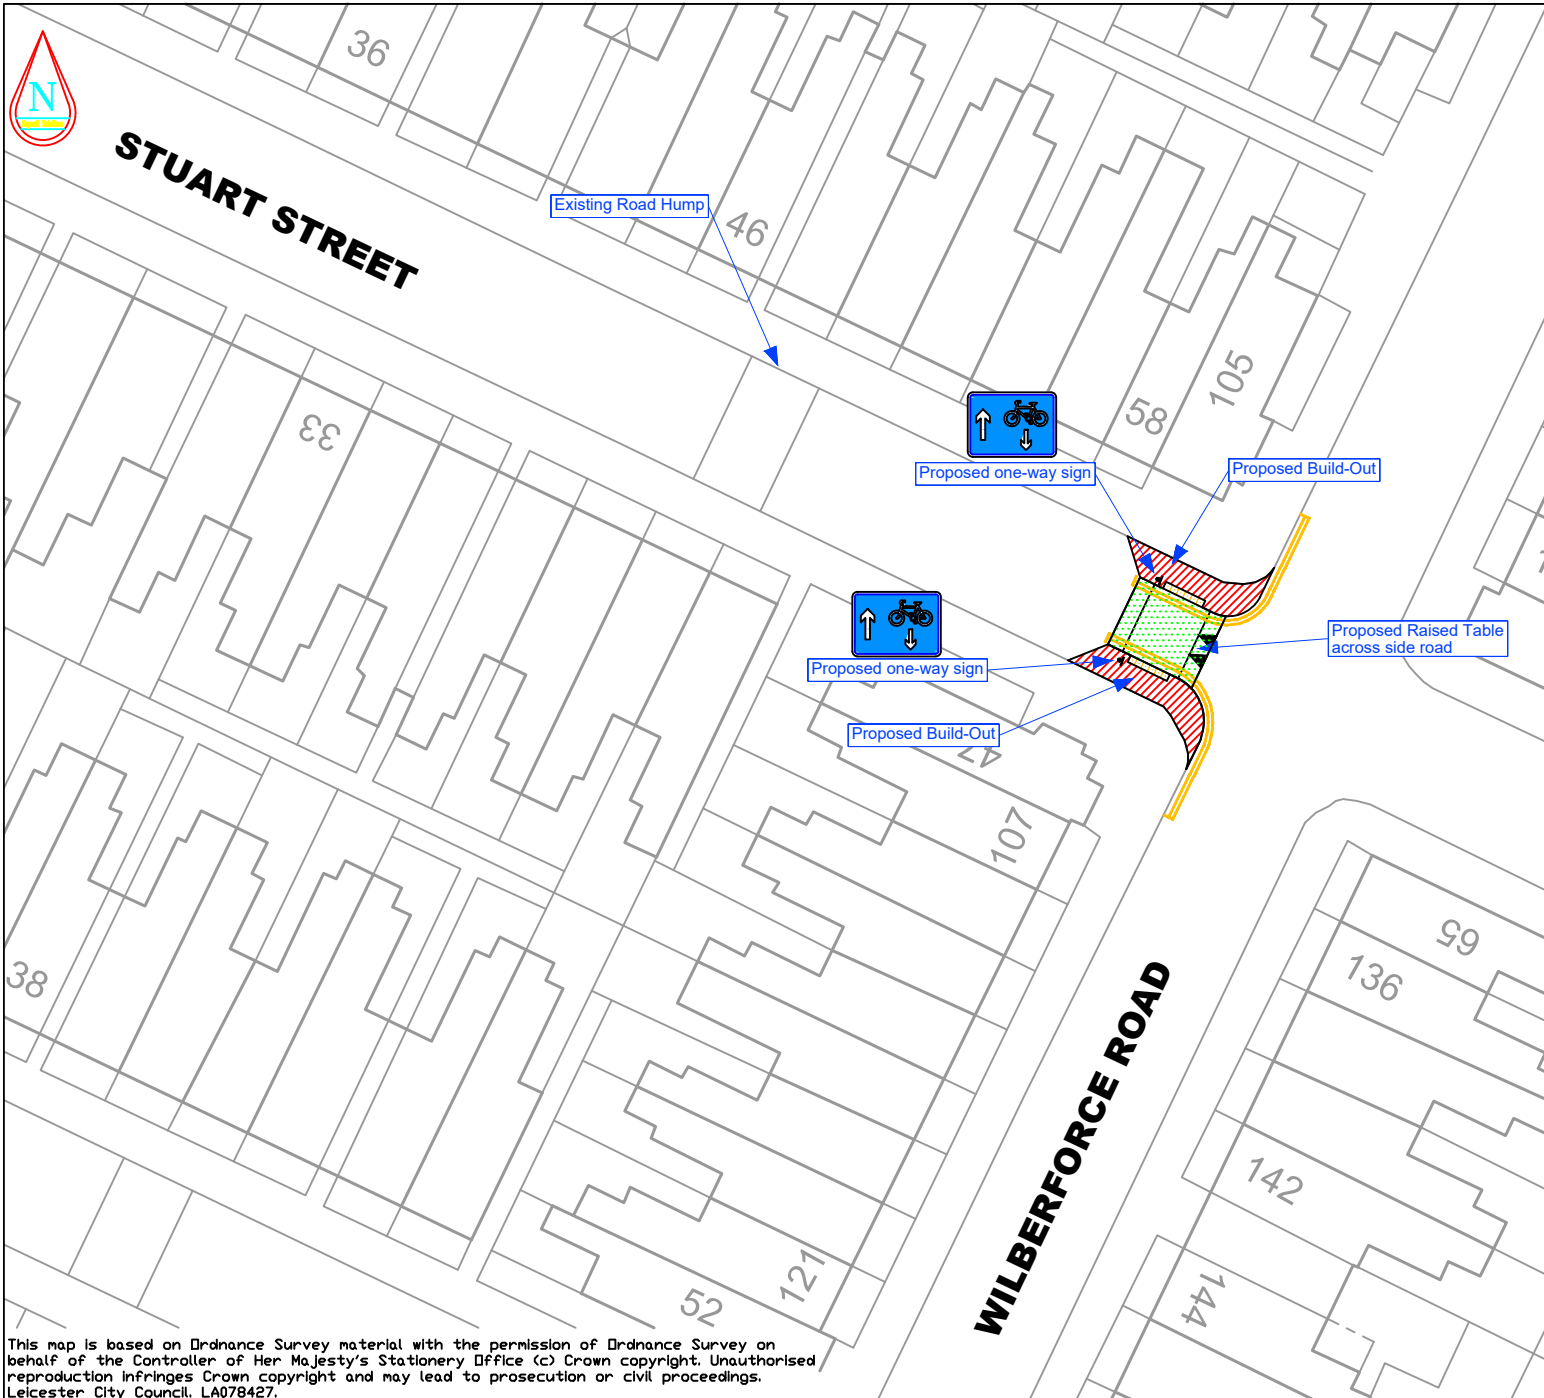 36
N
STUART STREET
Existing Road Hump
46
33
105
58
Proposed one-way sign
Proposed Build-Out
Proposed Raised Table
across side road
Proposed one-way sign
Proposed Build-Out
47
107
65
136
38
WILBERFORCE ROAD
142
144
121
52
This map is based on Ordnance Survey material with the permission of Ordnance Survey on
behalf of the Controller of Her Majesty's Stationery Office (c) Crown copyright. Unauthorised
reproduction infringes Crown copyright and may lead to prosecution or civil proceedings.
Leicester City Council. LA078427.